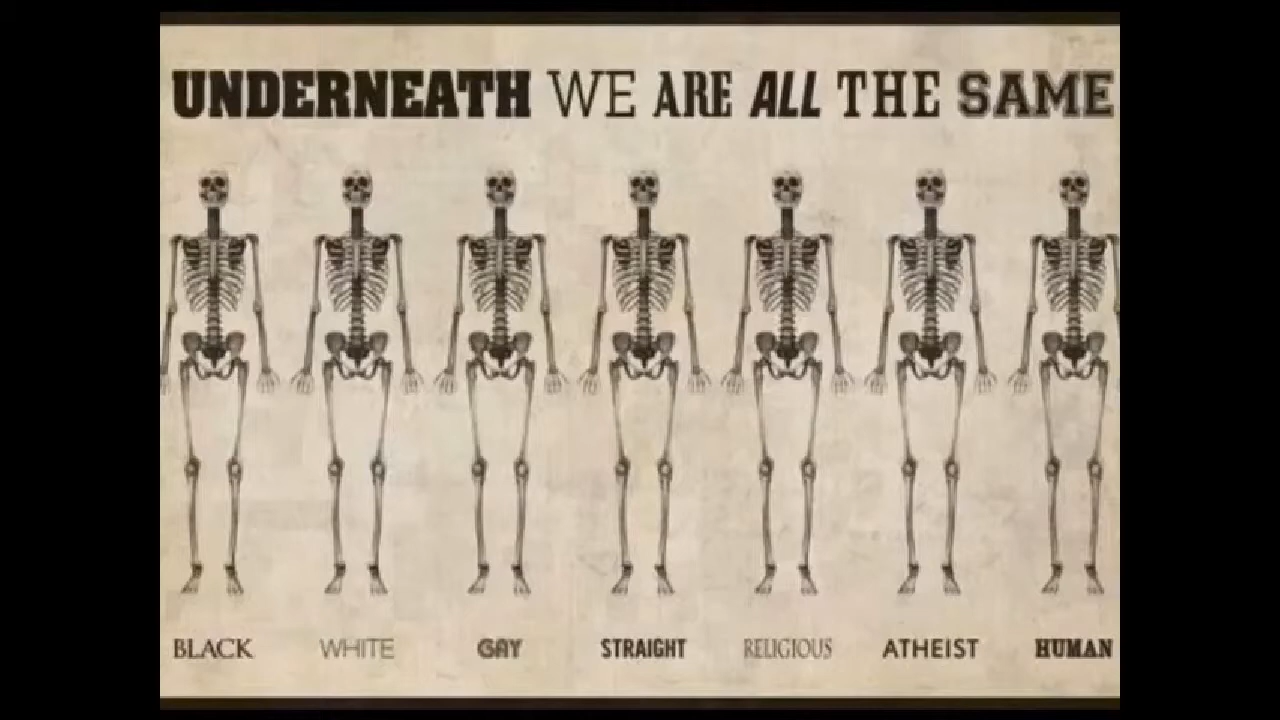 UNDERNEATH WE ARE ALL THE SAME
BLACK WHITE GAY STRAIGHT RELIGIOUS ATHEIST HUMAN